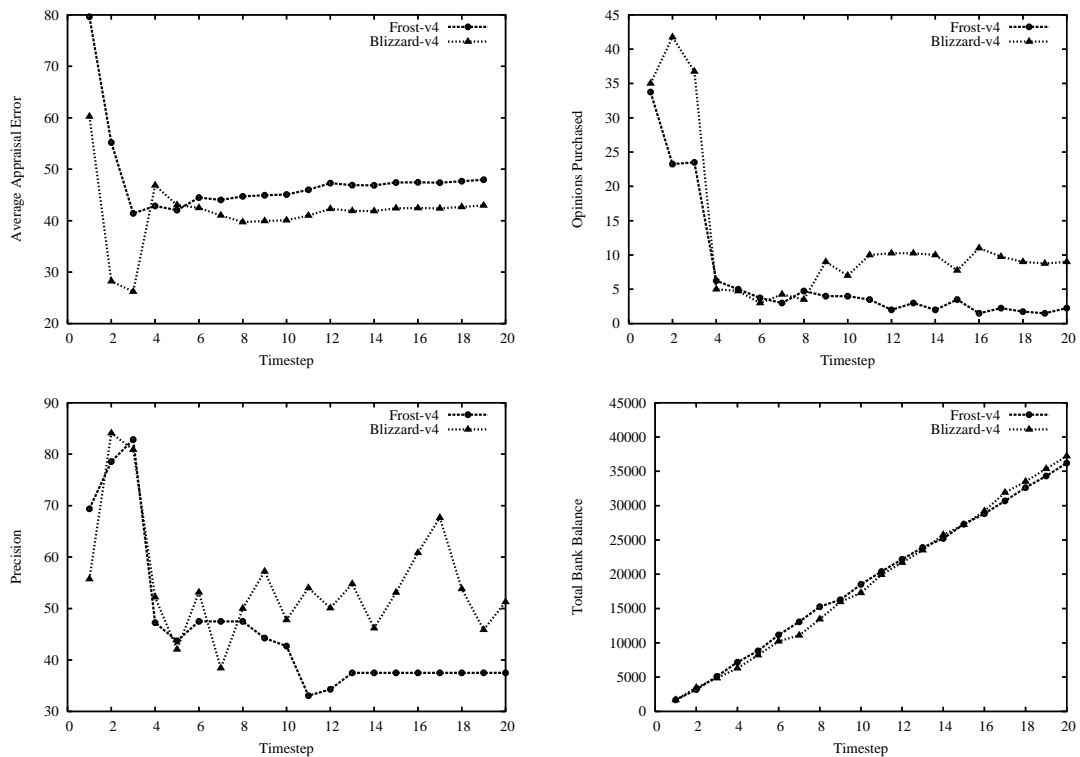 80
70
60
50
40
30
20
0 2 4 6 8 10 12 14 16 18 20
Average Appraisal Error
Timestep
Frost-v4
Blizzard-v4
45
40
35
30
25
20
15
10
5
0
0 2 4 6 8 10 12 14 16 18 20
Opinions Purchased
Timestep
Frost-v4
Blizzard-v4
90
80
70
60
50
40
30
0 2 4 6 8 10 12 14 16 18 20
Precision
Timestep
Frost-v4
Blizzard-v4
45000
40000
35000
30000
25000
20000
15000
10000
5000
0
0 2 4 6 8 10 12 14 16 18 20
Total Bank Balance
Timestep
Frost-v4
Blizzard-v4